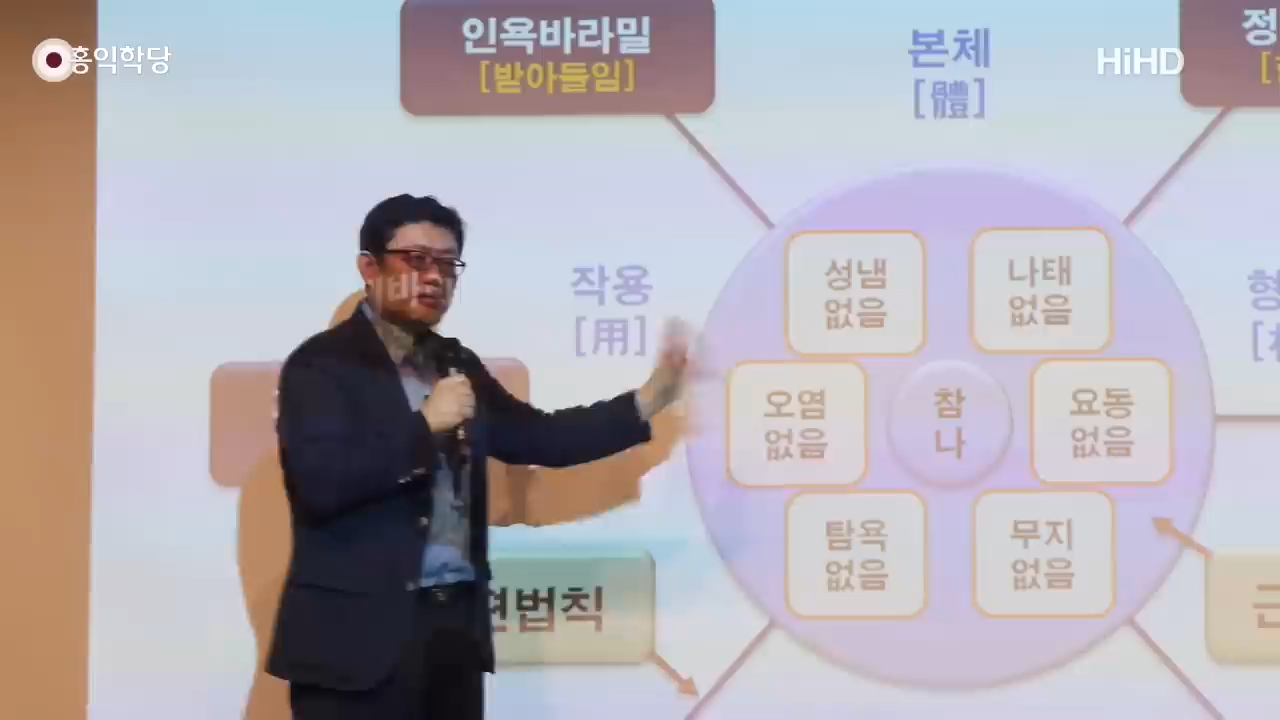 홍익학당
HiHD
인욕바라밀
[받아들임]
본체
[體]
정
작용
[用]
형
성냄
없음
나태
없음
오염
없음
참
나
요동
없음
탐욕
없음
무지
없음
법칙